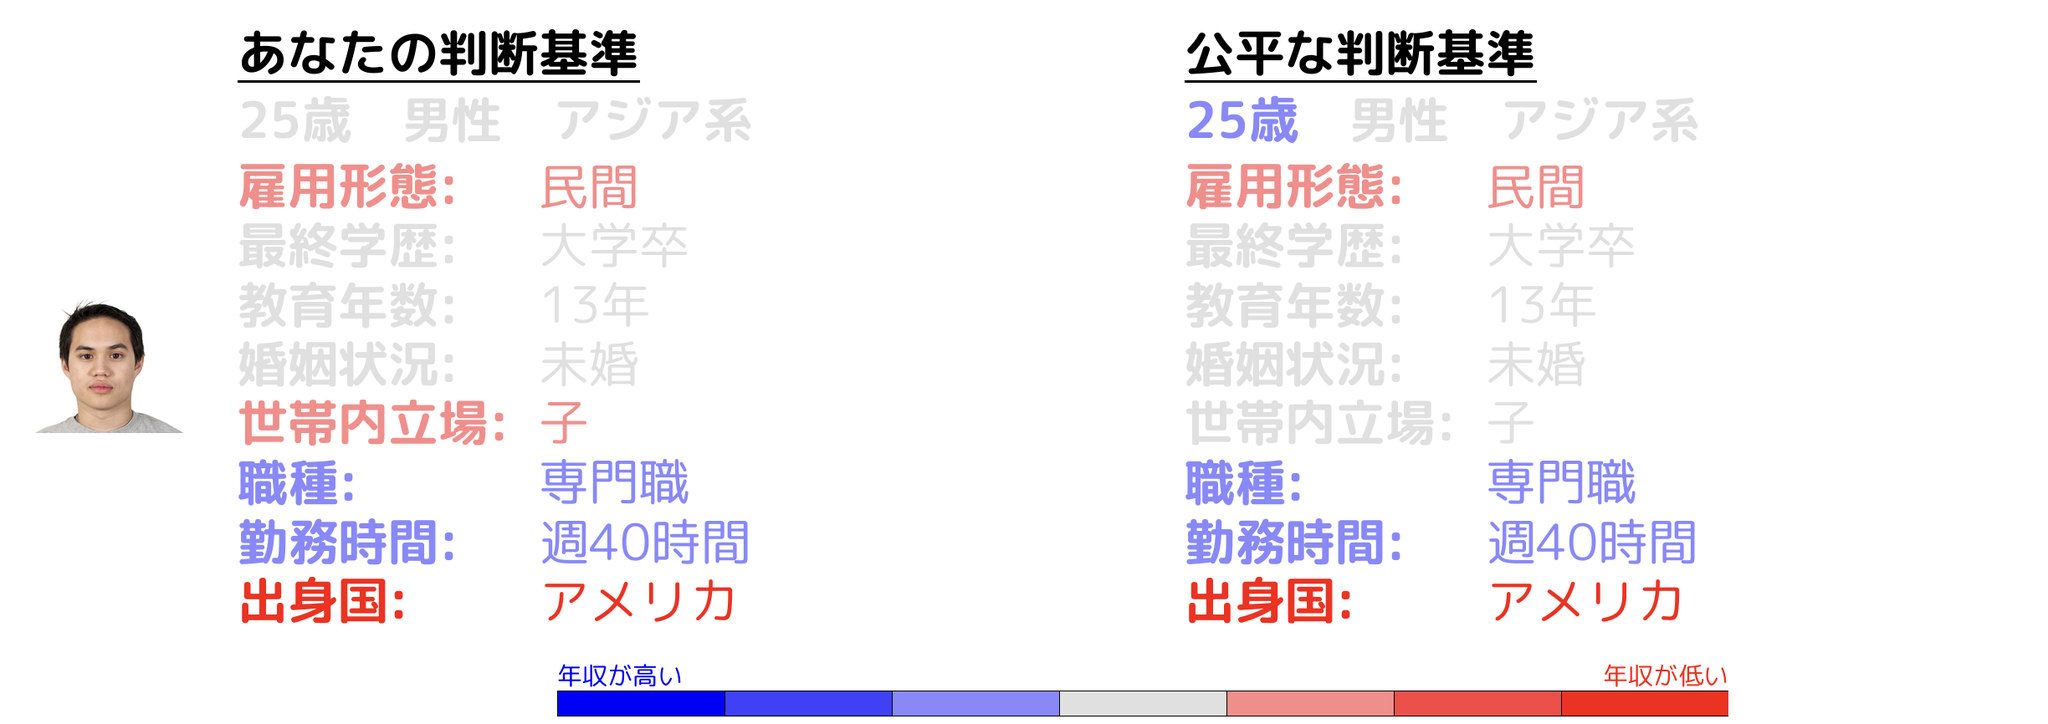 あなたの判断基準
25歳 男性 アジア系
雇用形態: 民間
最終学歴: 大学卒
教育年数: 13年
婚姻状況: 未婚
世帯内立場: 子
職種: 専門職
勤務時間: 週40時間
出身国: アメリカ
公平な判断基準
25歳 男性 アジア系
雇用形態: 民間
最終学歴: 大学卒
教育年数: 13年
婚姻状況: 未婚
世帯内立場: 子
職種: 専門職
勤務時間: 週40時間
出身国: アメリカ
年収が高い
年収が低い